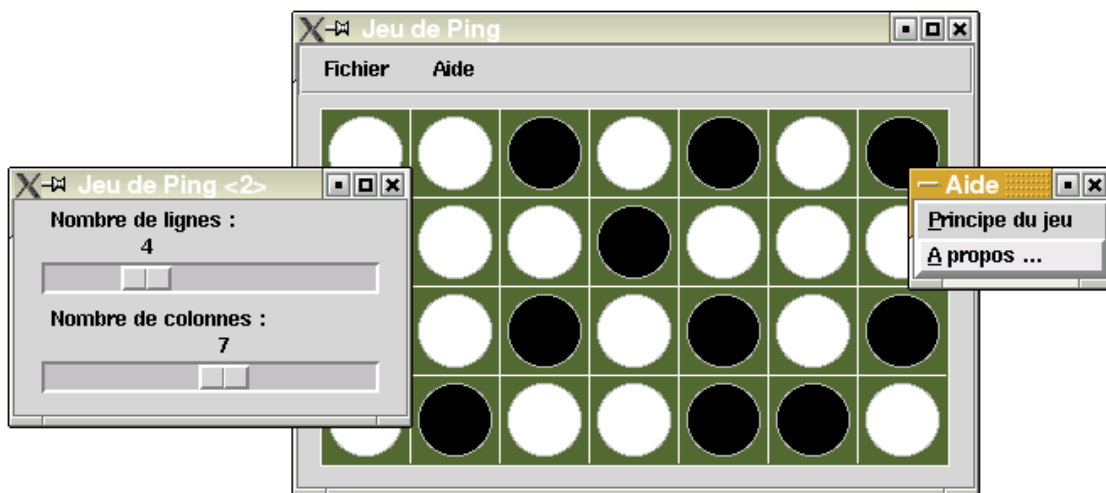 Jeu de Ping
Fichier Aide
Jeu de Ping <2>
Nombre de lignes :
4
Nombre de colonnes :
7
Aide
Principe du jeu
A propos ...